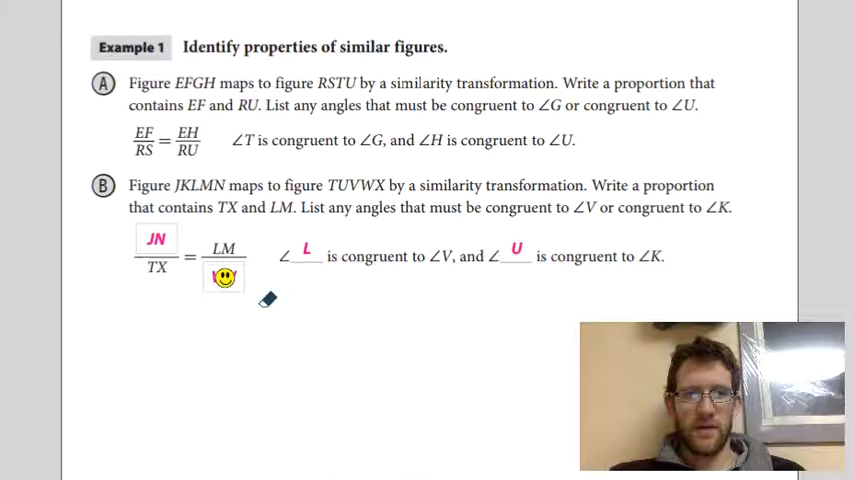 Example 1 Identify properties of similar figures.
A Figure EFGH maps to figure RSTU by a similarity transformation. Write a proportion that
contains EF and RU. List any angles that must be congruent to ∠G or congruent to ∠U.
EF/RS = EH/RU ∠T is congruent to ∠G, and ∠H is congruent to ∠U.
B Figure JKLMN maps to figure TUVWX by a similarity transformation. Write a proportion
that contains TX and LM. List any angles that must be congruent to ∠V or congruent to ∠K.
JN/TX = LM/ ∠ L is congruent to ∠V, and ∠ U is congruent to ∠K.